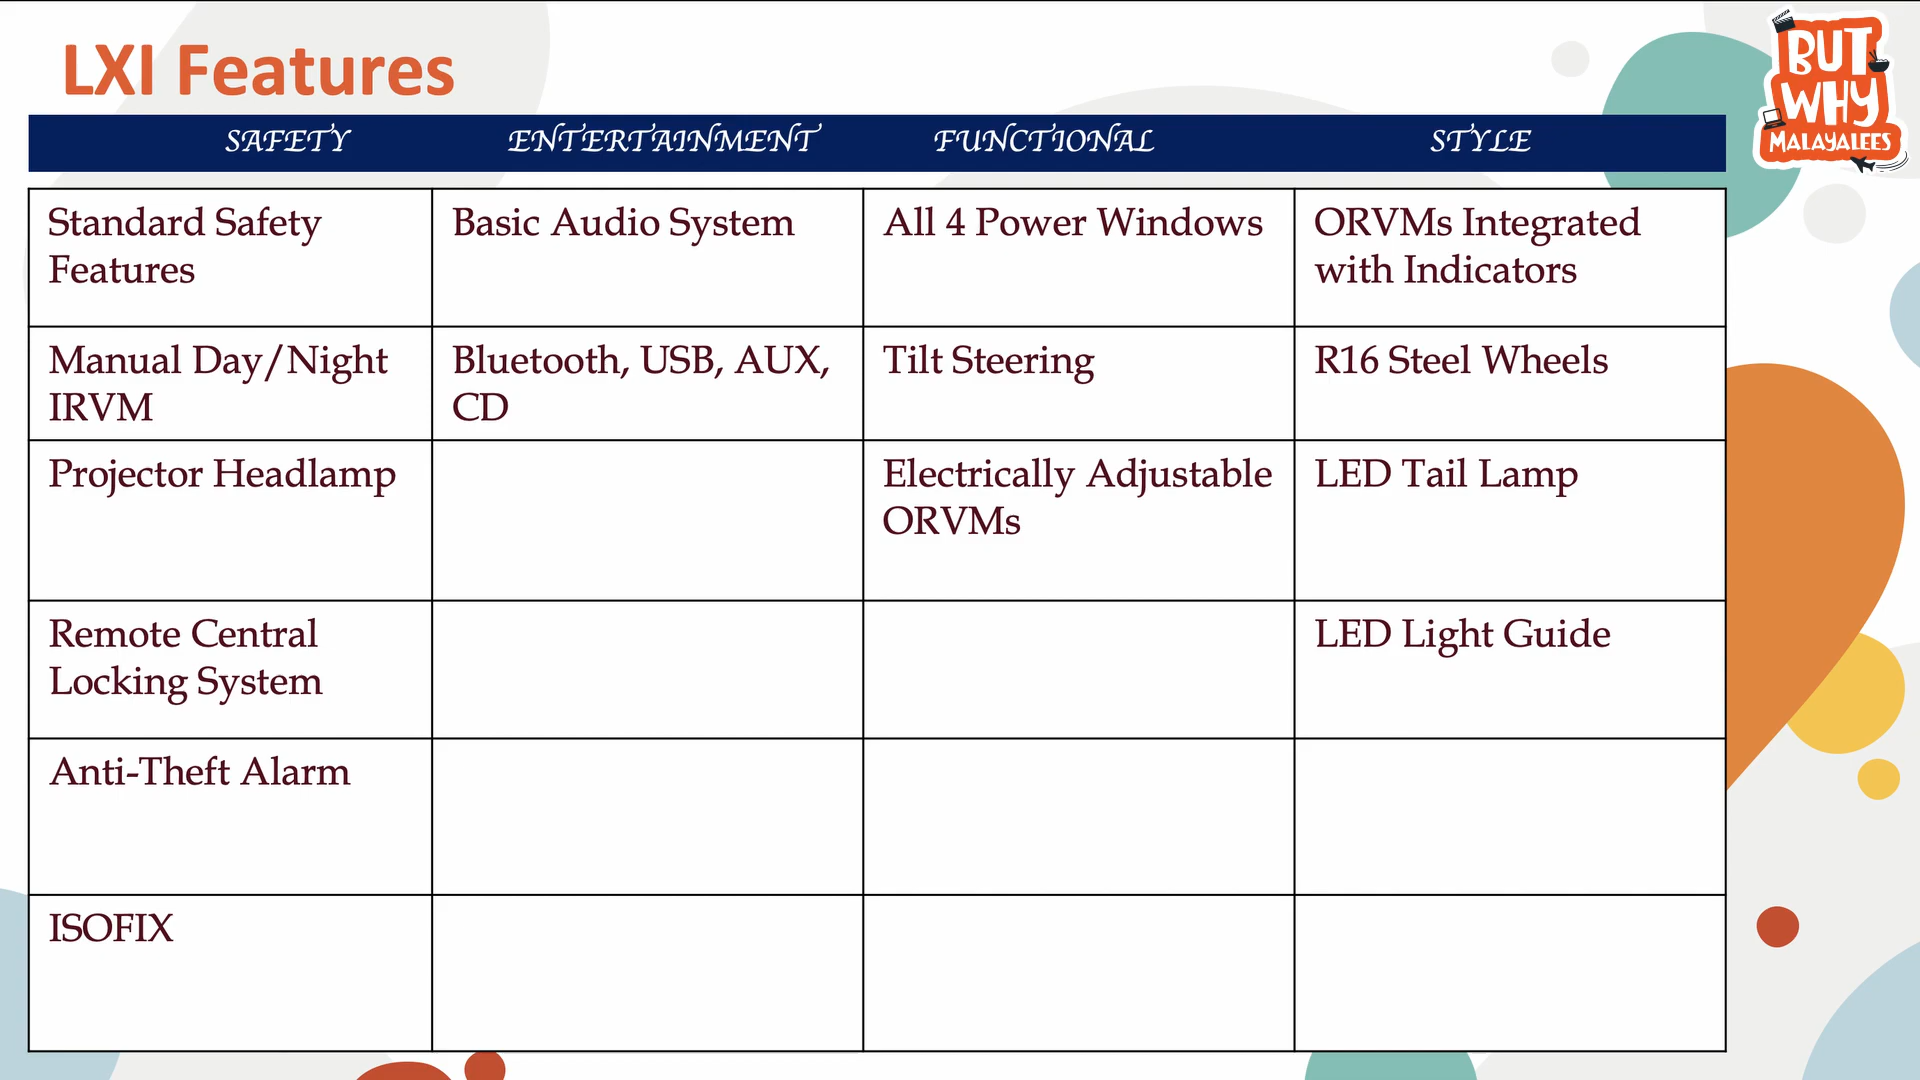 LXI Features
BUT
WHY
MALAYALEES
SAFETY ENTERTAINMENT FUNCTIONAL STYLE
Standard Safety
Features
Basic Audio System
All 4 Power Windows
ORVMs Integrated
with Indicators
Manual Day/Night
IRVM
Bluetooth, USB, AUX,
CD
Tilt Steering
R16 Steel Wheels
Projector Headlamp
Electrically Adjustable
ORVMs
LED Tail Lamp
Remote Central
Locking System
LED Light Guide
Anti-Theft Alarm
ISOFIX